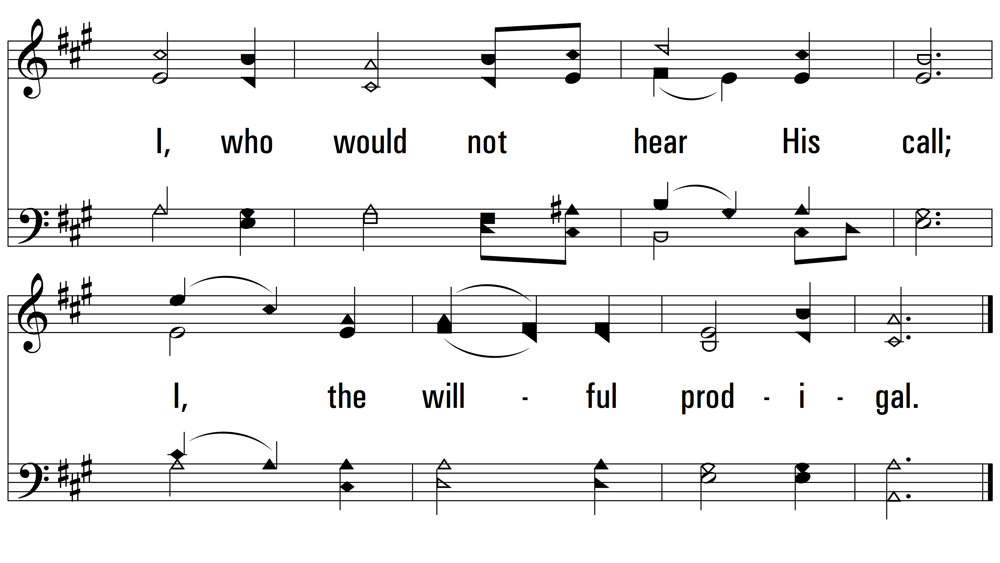 I, who would not hear His call;
I, the will - ful prod - i - gal.